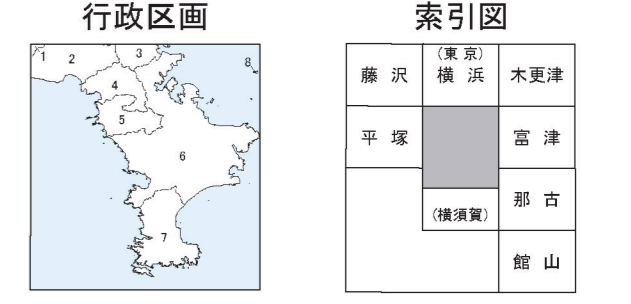 行政区画
索引図
1 2 3 8
4
5
6
7
(東 京)
藤 沢 横 浜 木更津
平 塚 富 津
那 古
(横須賀)
館 山